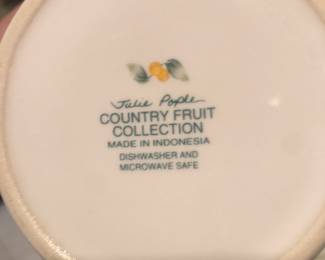 Julie Pople
COUNTRY FRUIT
COLLECTION
MADE IN INDONESIA
DISHWASHER AND
MICROWAVE SAFE